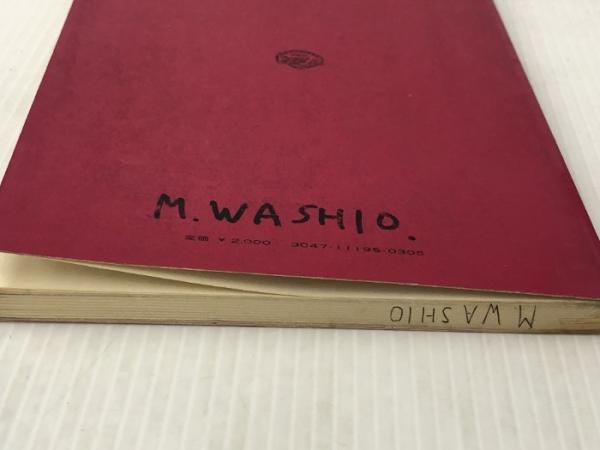 M. WASHIO.
定価 ¥2,000 3047-11195-0305
M. WASHIO